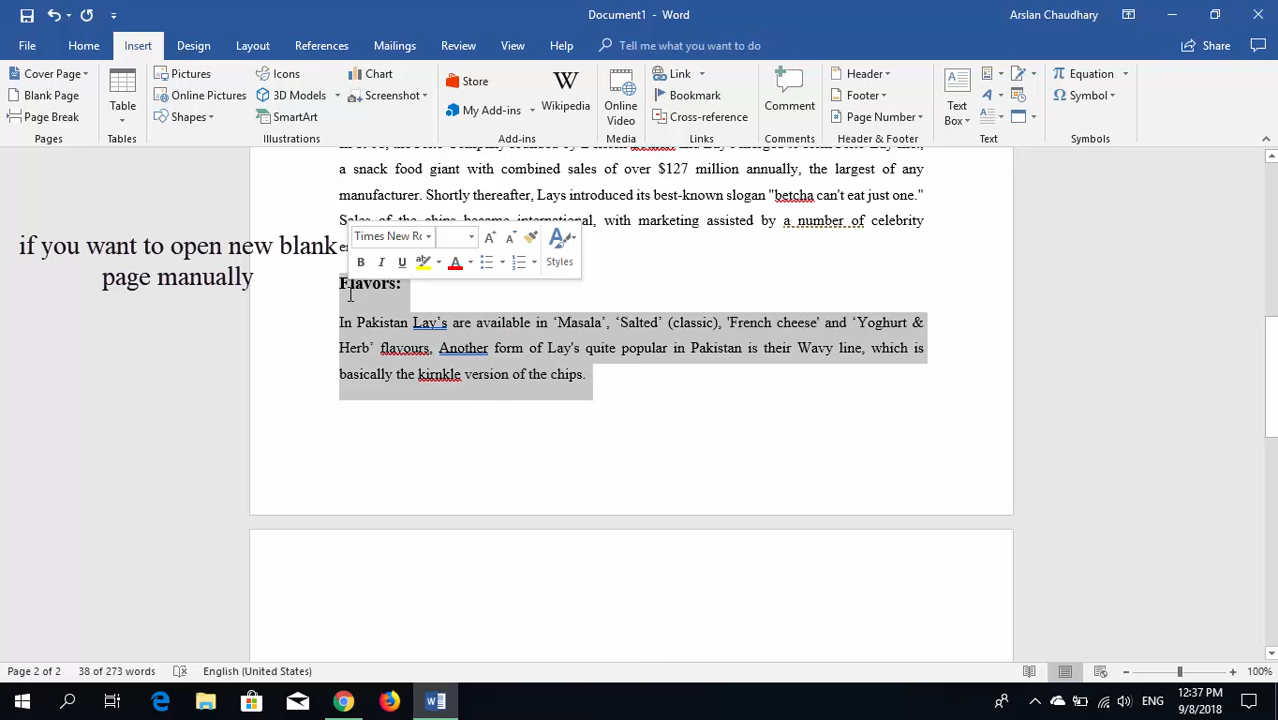 Document1 - Word
Arslan Chaudhary
File
Home
Insert
Design
Layout
References
Mailings
Review
View
Help
Tell me what you want to do
Share
Cover Page
Blank Page
Page Break
Pages
Table
Tables
Pictures
Online Pictures
Shapes
Icons
3D Models
SmartArt
Chart
Screenshot
Illustrations
Store
My Add-ins
Wikipedia
Add-ins
Online
Video
Media
Link
Bookmark
Cross-reference
Links
Comment
Comments
Header
Footer
Page Number
Header & Footer
Text
Box
Text
Equation
Symbol
Symbols
a snack food giant with combined sales of over $127 million annually, the largest of any
manufacturer. Shortly thereafter, Lays introduced its best-known slogan "betcha can't eat just one."
Sales of the chips became international, with marketing assisted by a number of celebrity
if you want to open new blank
page manually
Times New Ro
Styles
Flavors:
In Pakistan Lay’s are available in ‘Masala’, ‘Salted’ (classic), 'French cheese' and ‘Yoghurt &
Herb’ flavours, Another form of Lay's quite popular in Pakistan is their Wavy line, which is
basically the kirnkle version of the chips.
Page 2 of 2
38 of 273 words
English (United States)
100%
ENG
12:37 PM
9/8/2018